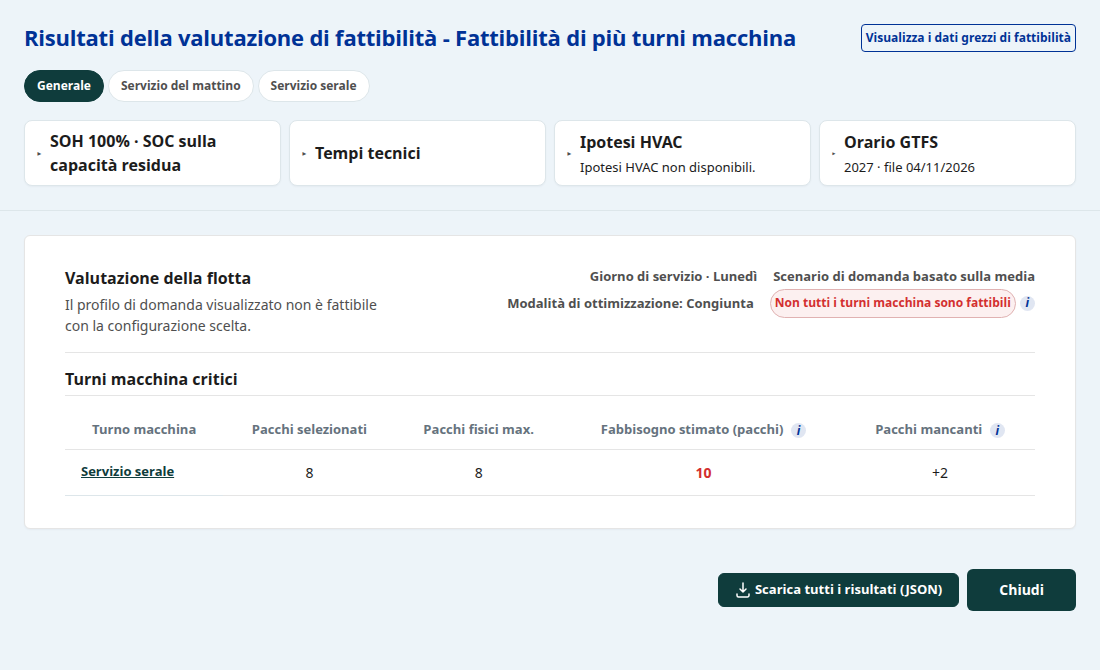 Risultati della valutazione di fattibilità - Fattibilità di più turni macchina
Visualizza i dati grezzi di fattibilità
Generale
Servizio del mattino
Servizio serale
SOH 100% · SOC sulla
capacità residua
Tempi tecnici
Ipotesi HVAC
Ipotesi HVAC non disponibili.
Orario GTFS
2027 · file 04/11/2026
Valutazione della flotta
Il profilo di domanda visualizzato non è fattibile
con la configurazione scelta.
Giorno di servizio · Lunedì
Scenario di domanda basato sulla media
Modalità di ottimizzazione: Congiunta
Non tutti i turni macchina sono fattibili
i
Turni macchina critici
Turno macchina
Pacchi selezionati
Pacchi fisici max.
Fabbisogno stimato (pacchi) i
Pacchi mancanti i
Servizio serale
8
8
10
+2
Scarica tutti i risultati (JSON)
Chiudi